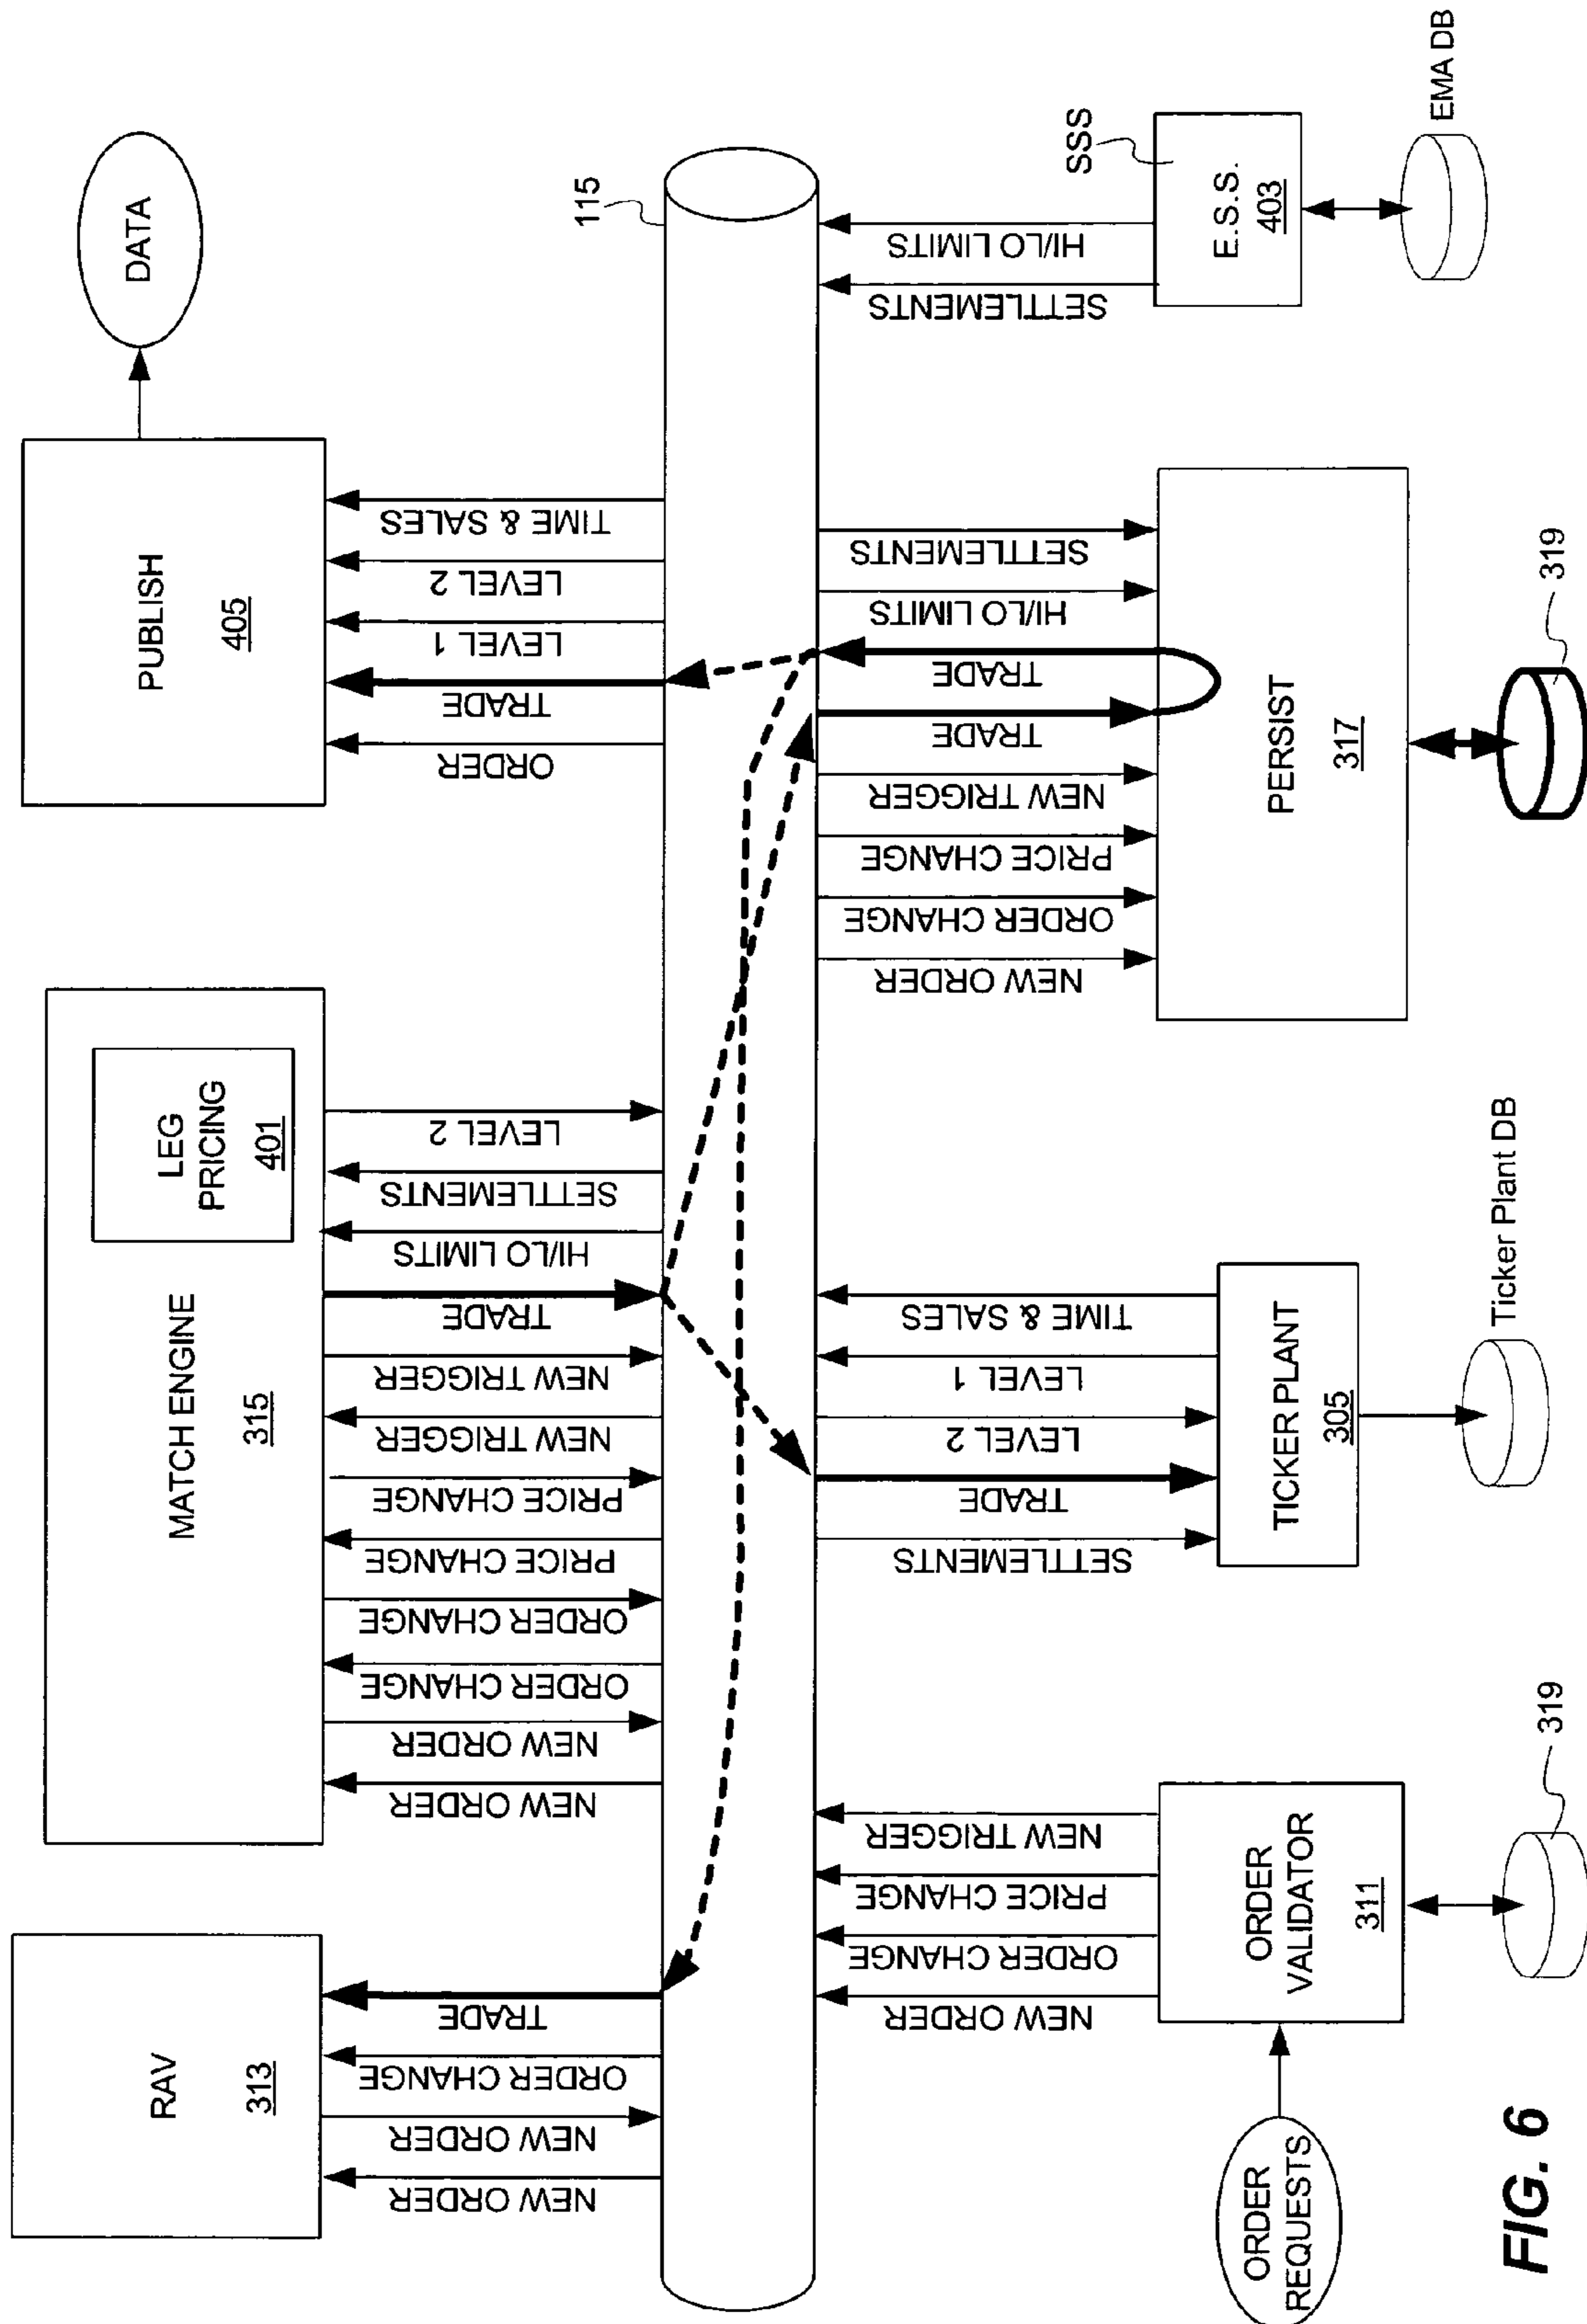 RAV
313
NEW ORDER
NEW ORDER
ORDER CHANGE
TRADE
MATCH ENGINE
315
LEG
PRICING
401
NEW ORDER
NEW ORDER
ORDER CHANGE
ORDER CHANGE
PRICE CHANGE
PRICE CHANGE
NEW TRIGGER
NEW TRIGGER
TRADE
HI/LO LIMITS
SETTLEMENTS
LEVEL 2
PUBLISH
405
ORDER
TRADE
LEVEL 1
LEVEL 2
TIME & SALES
DATA
115
ORDER
REQUESTS
NEW ORDER
ORDER CHANGE
PRICE CHANGE
NEW TRIGGER
ORDER
VALIDATOR
311
319
SETTLEMENTS
TRADE
LEVEL 2
LEVEL 1
TIME & SALES
TICKER PLANT
305
Ticker Plant DB
NEW ORDER
ORDER CHANGE
PRICE CHANGE
NEW TRIGGER
TRADE
TRADE
HI/LO LIMITS
SETTLEMENTS
PERSIST
317
319
SETTLEMENTS
HI/LO LIMITS
SSS
E.S.S.
403
EMA DB
FIG. 6